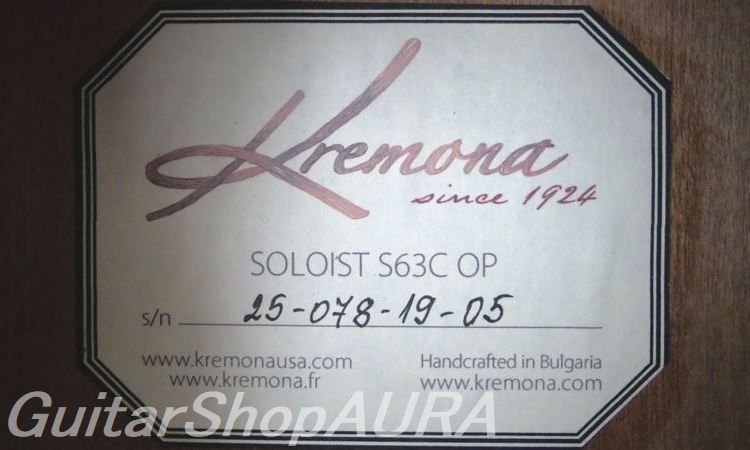 Kremona
since 1924
SOLOIST S63C OP
s/n 25-078-19-05
www.kremonausa.com
www.kremona.fr
Handcrafted in Bulgaria
www.kremona.com
GuitarShopAURA